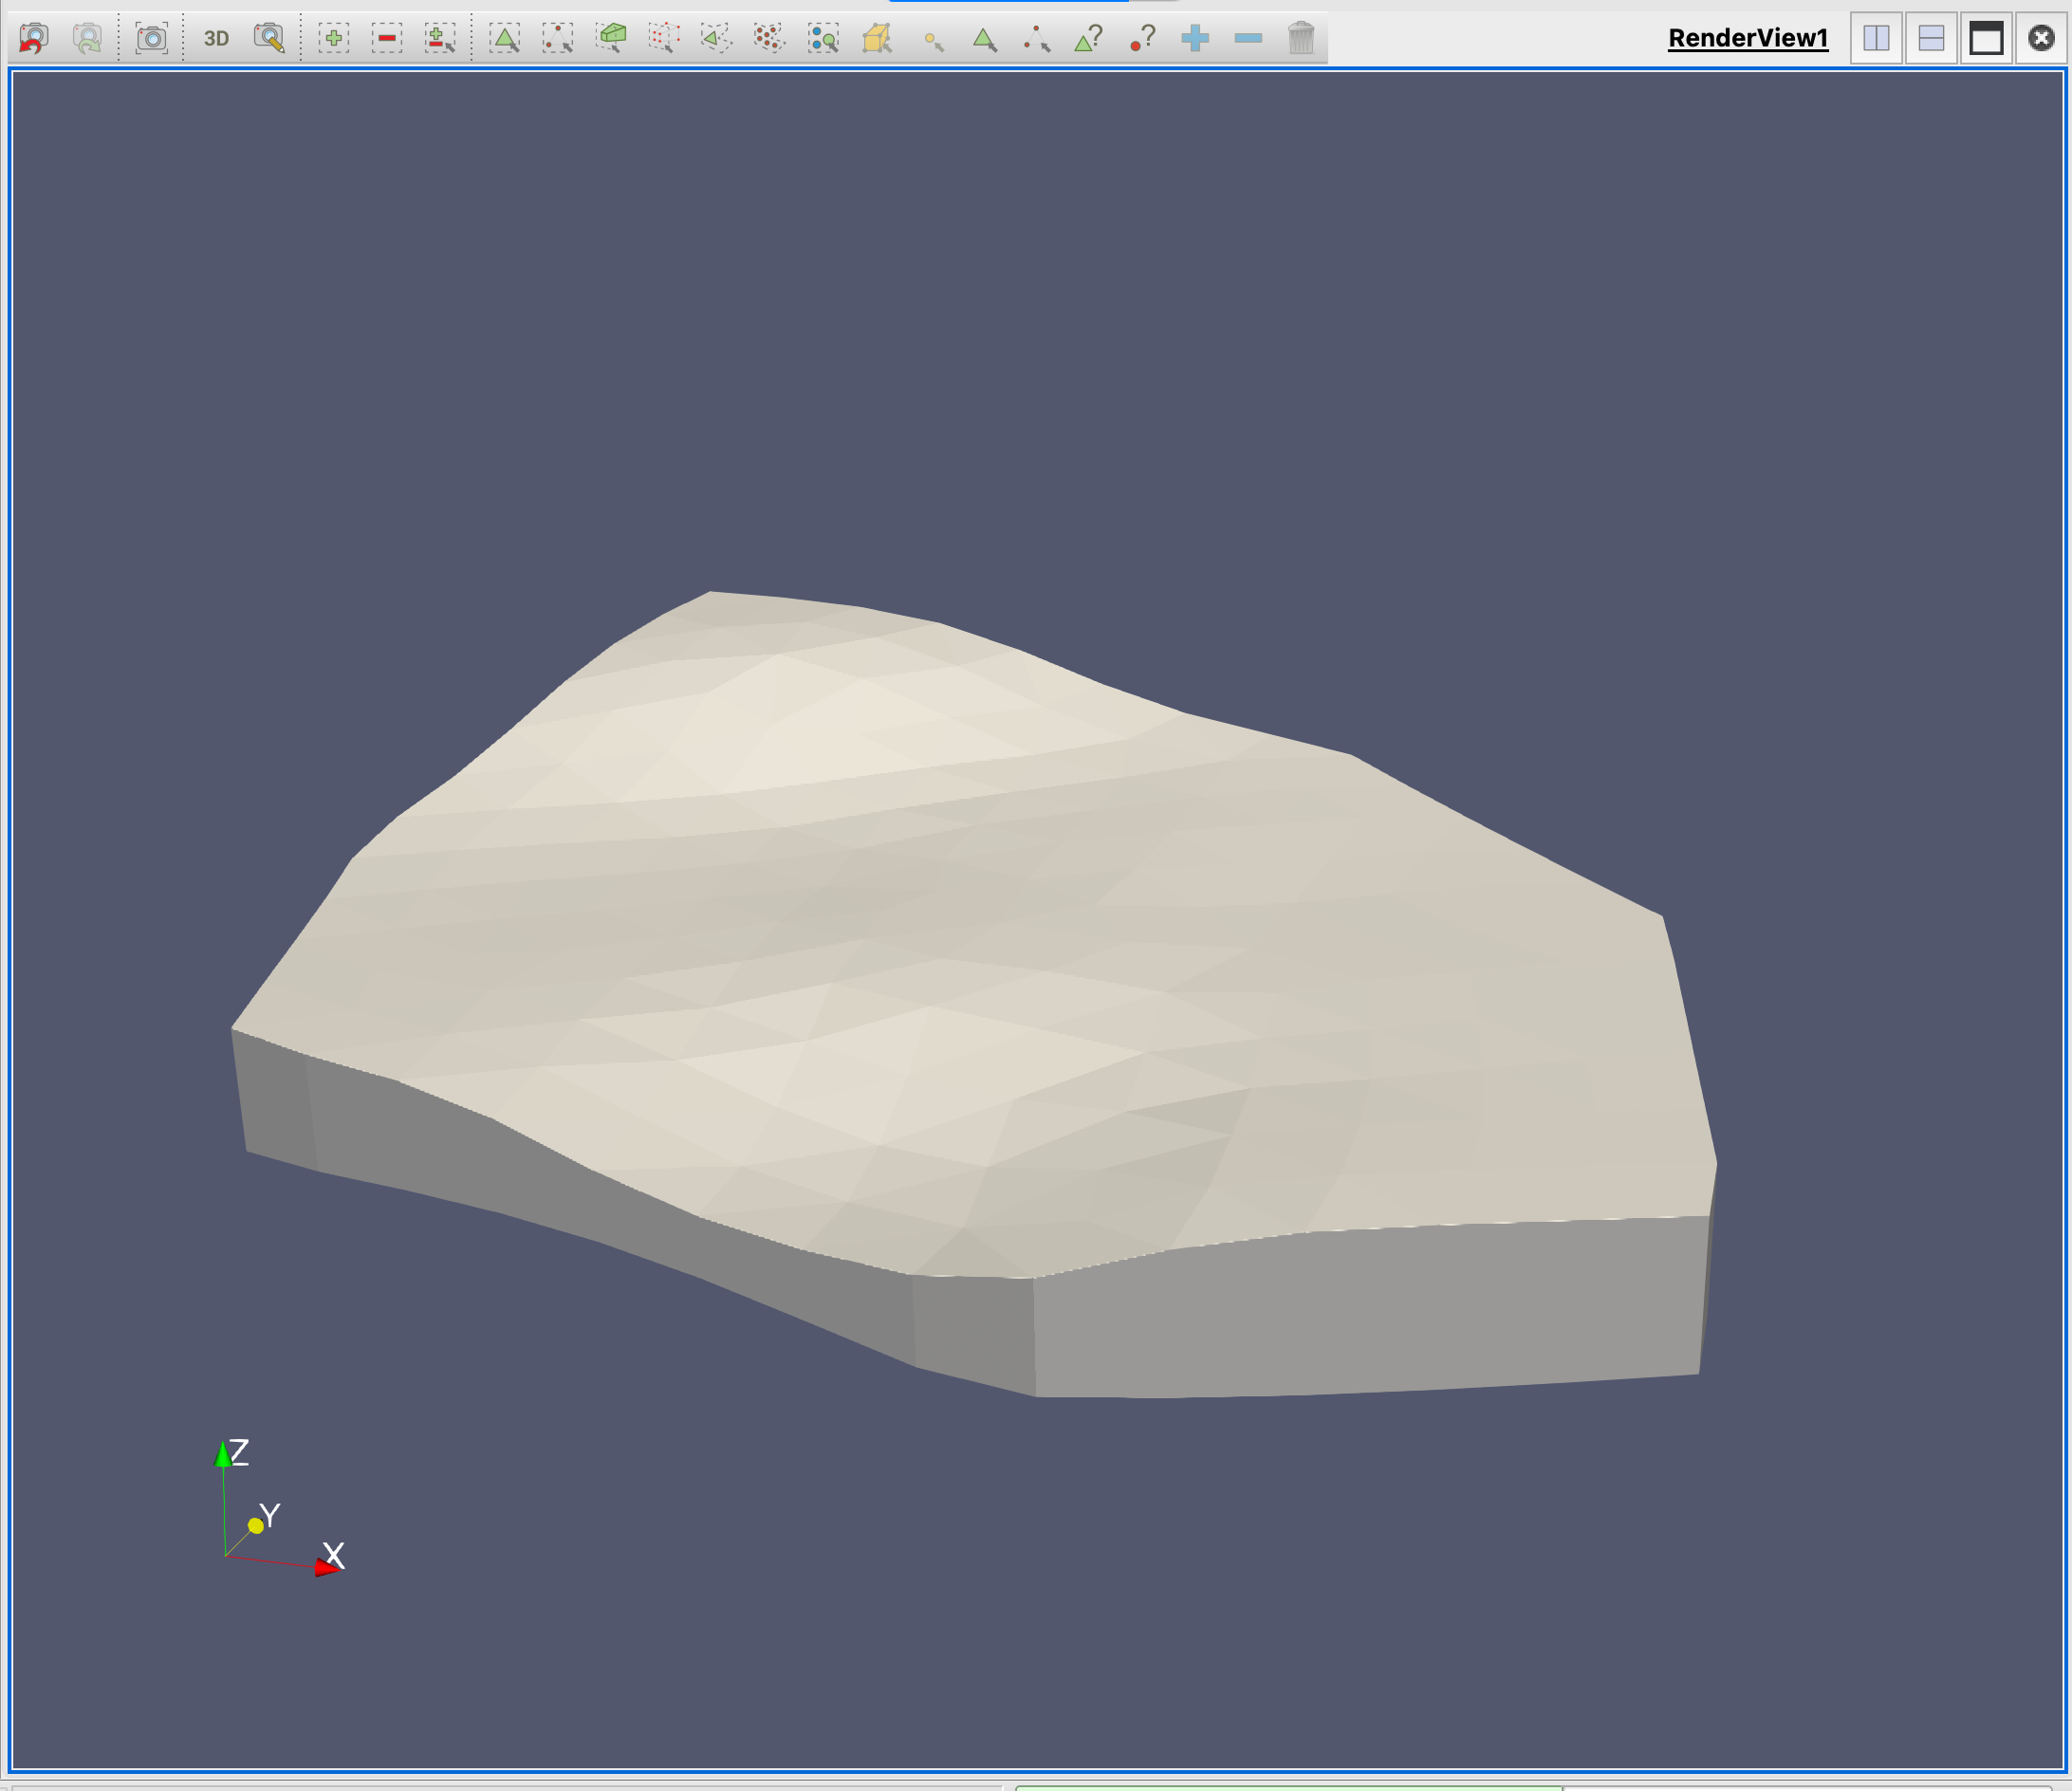 3D
? ?
RenderView1
Z
Y
X